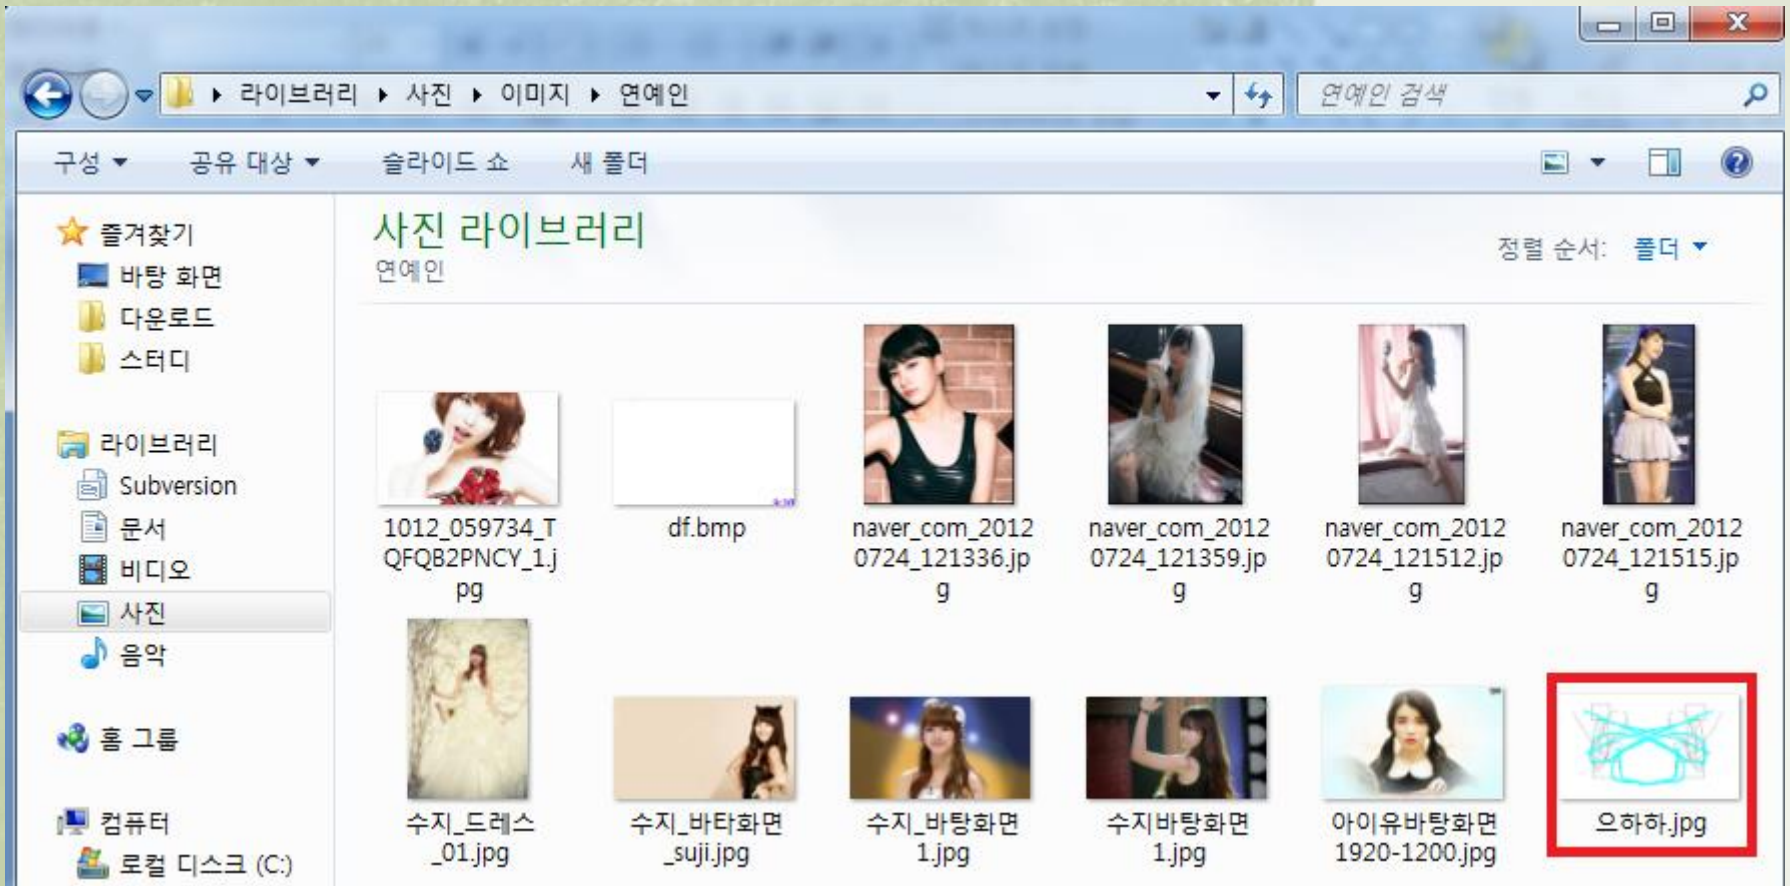 라이브러리 ▸ 사진 ▸ 이미지 ▸ 연예인
연예인 검색
구성 공유 대상 슬라이드 쇼 새 폴더
즐겨찾기
바탕 화면
다운로드
스터디
라이브러리
Subversion
문서
비디오
사진
음악
홈 그룹
컴퓨터
로컬 디스크 (C:)
사진 라이브러리
연예인
정렬 순서: 폴더
1012_059734_T
QFQB2PNCY_1.j
pg
df.bmp
naver_com_2012
0724_121336.jp
g
naver_com_2012
0724_121359.jp
g
naver_com_2012
0724_121512.jp
g
naver_com_2012
0724_121515.jp
g
수지_드레스
_01.jpg
수지_바타화면
_suji.jpg
수지_바탕화면
1.jpg
수지바탕화면
1.jpg
아이유바탕화면
1920-1200.jpg
으하하.jpg